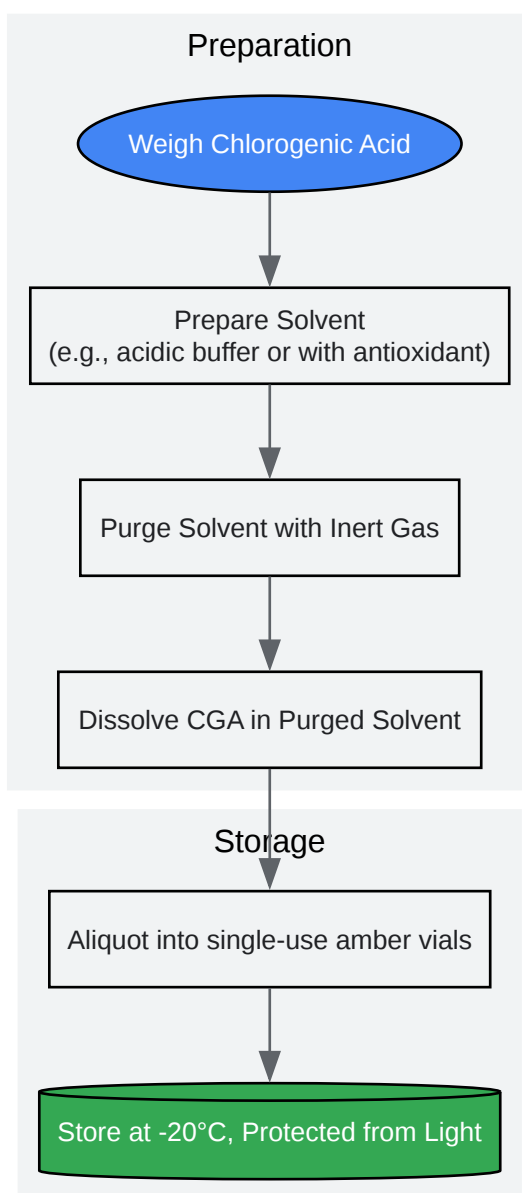 Preparation
Weigh Chlorogenic Acid
Prepare Solvent
(e.g., acidic buffer or with antioxidant)
Purge Solvent with Inert Gas
Dissolve CGA in Purged Solvent
Storage
Aliquot into single-use amber vials
Store at -20°C, Protected from Light